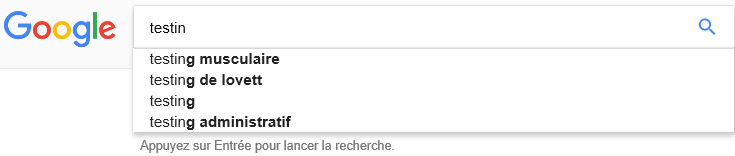 Google
testin
testing musculaire
testing de lovett
testing
testing administratif
Appuyez sur Entrée pour lancer la recherche.